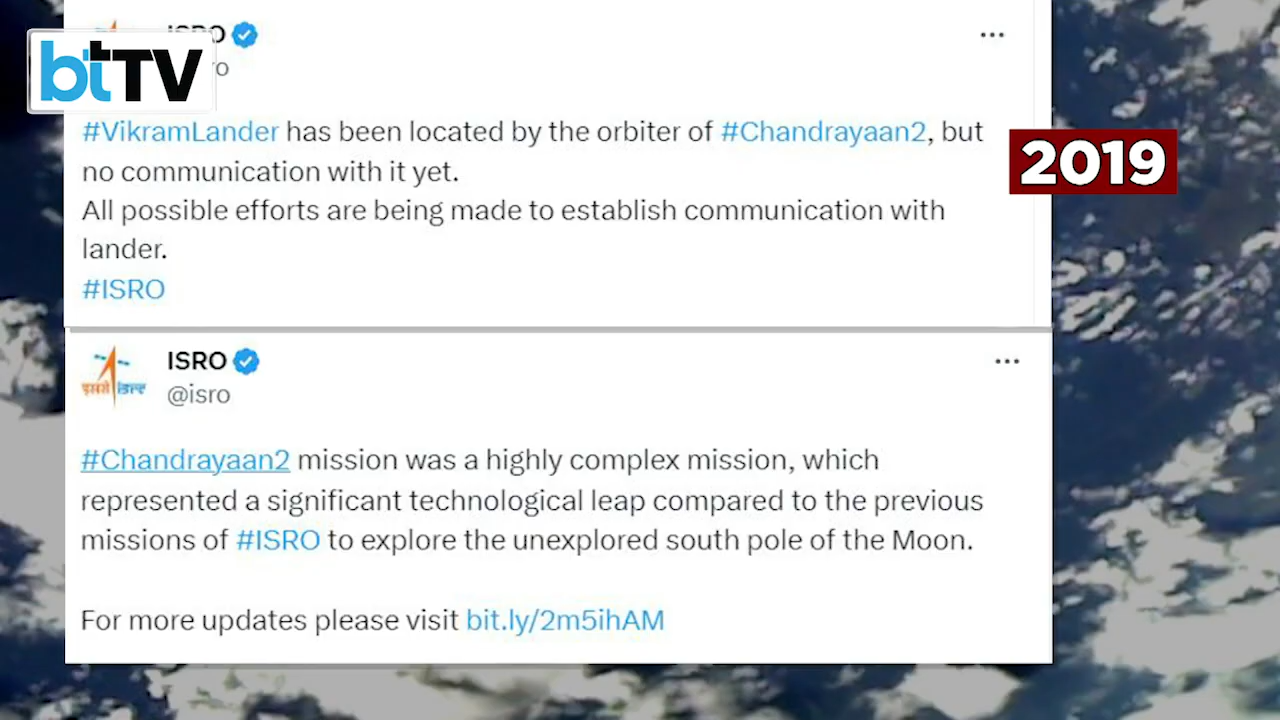 btTV
ISRO
#VikramLander has been located by the orbiter of #Chandrayaan2, but
no communication with it yet.
All possible efforts are being made to establish communication with
lander.
#ISRO
2019
इसरो isro
ISRO
@isro
#Chandrayaan2 mission was a highly complex mission, which
represented a significant technological leap compared to the previous
missions of #ISRO to explore the unexplored south pole of the Moon.
For more updates please visit bit.ly/2m5ihAM